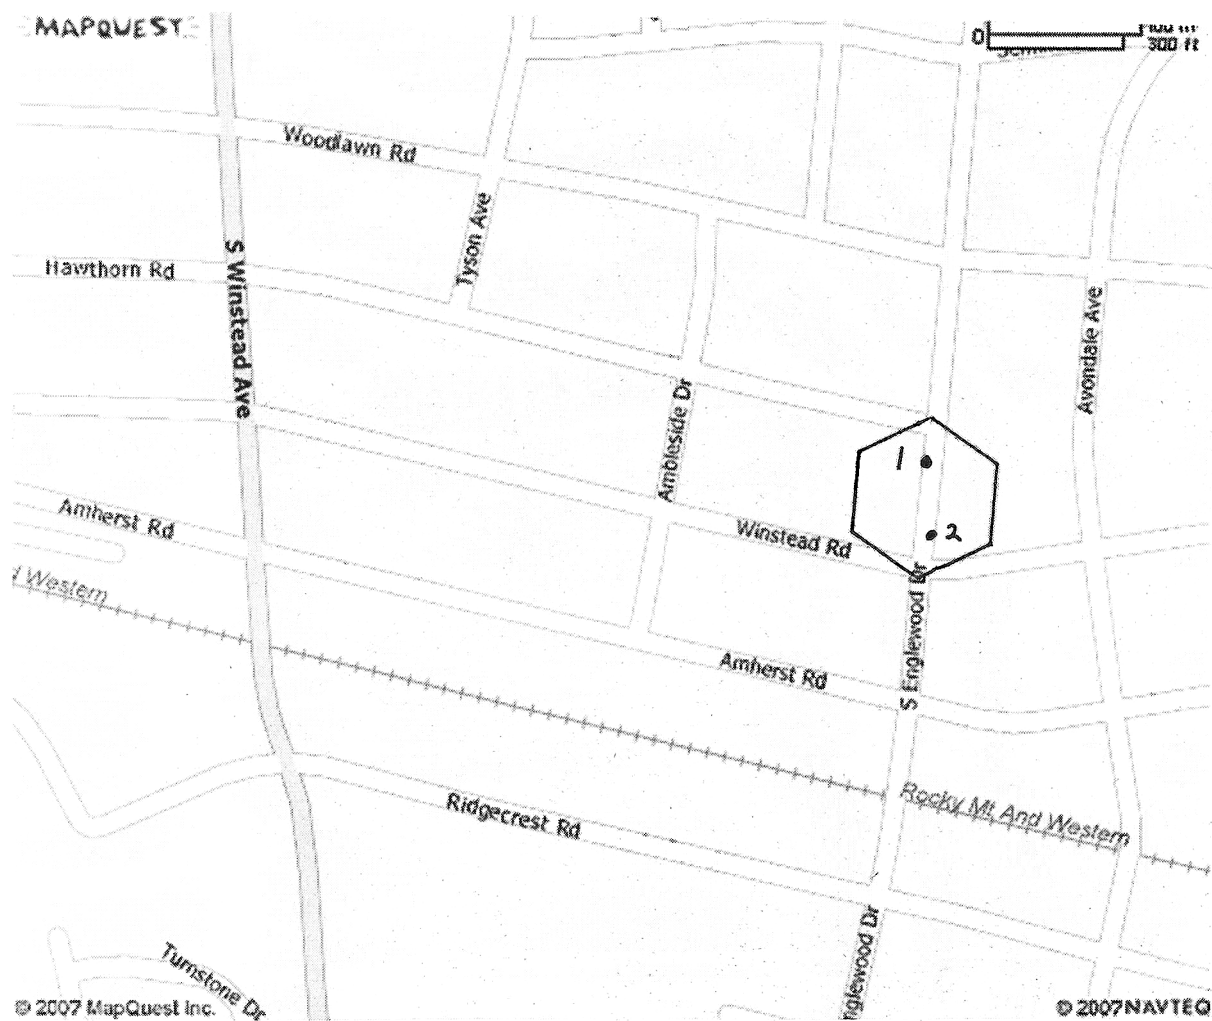 MAPQUEST
0
300 ft
Woodlawn Rd
Tyson Ave
Hawthorn Rd
S Winstead Ave
Avondale Ave
Ambleside Dr
1
2
Winstead Rd
Amherst Rd
Western
S Englewood Dr
Amherst Rd
Rocky Mt And Western
Ridgecrest Rd
Turnstone Dr
© 2007 MapQuest Inc.
© 2007 NAVTEQ